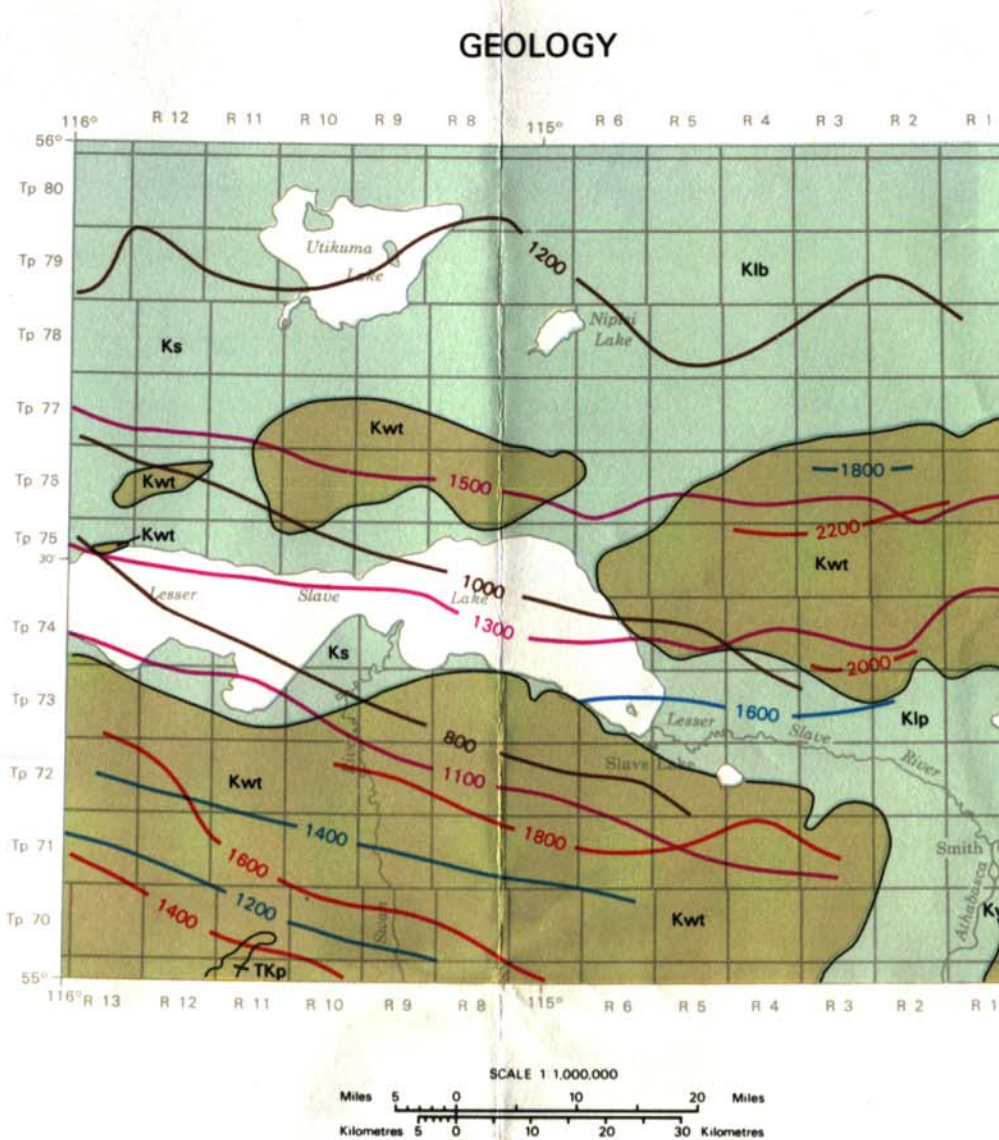 GEOLOGY
116° R 12 R 11 R 10 R 9 R 8 115° R 6 R 5 R 4 R 3 R 2 R 1
56°
Tp 80
Utikuma
Lake
Tp 79
1200
Klb
Tp 78
Nipisi
Lake
Ks
Tp 77
Kwt
1800
Tp 76
Kwt
1500
2200
Tp 75
Kwt
30'
Kwt
1000
Lesser Slave Lake
1300
Tp 74
Ks
2000
Tp 73
1600
Klp
Lesser Slave River
800
Slave Lake
Tp 72
Kwt
1100
1400
1800
Tp 71
River
Smith
1600
1200
Athabasca
Tp 70
1400
Swan
Kwt
TKp
55°
116° R 13 R 12 R 11 R 10 R 9 R 8 115° R 6 R 5 R 4 R 3 R 2 R 1
SCALE 1:1,000,000
Miles 5 0 10 20 Miles
Kilometres 5 0 10 20 30 Kilometres